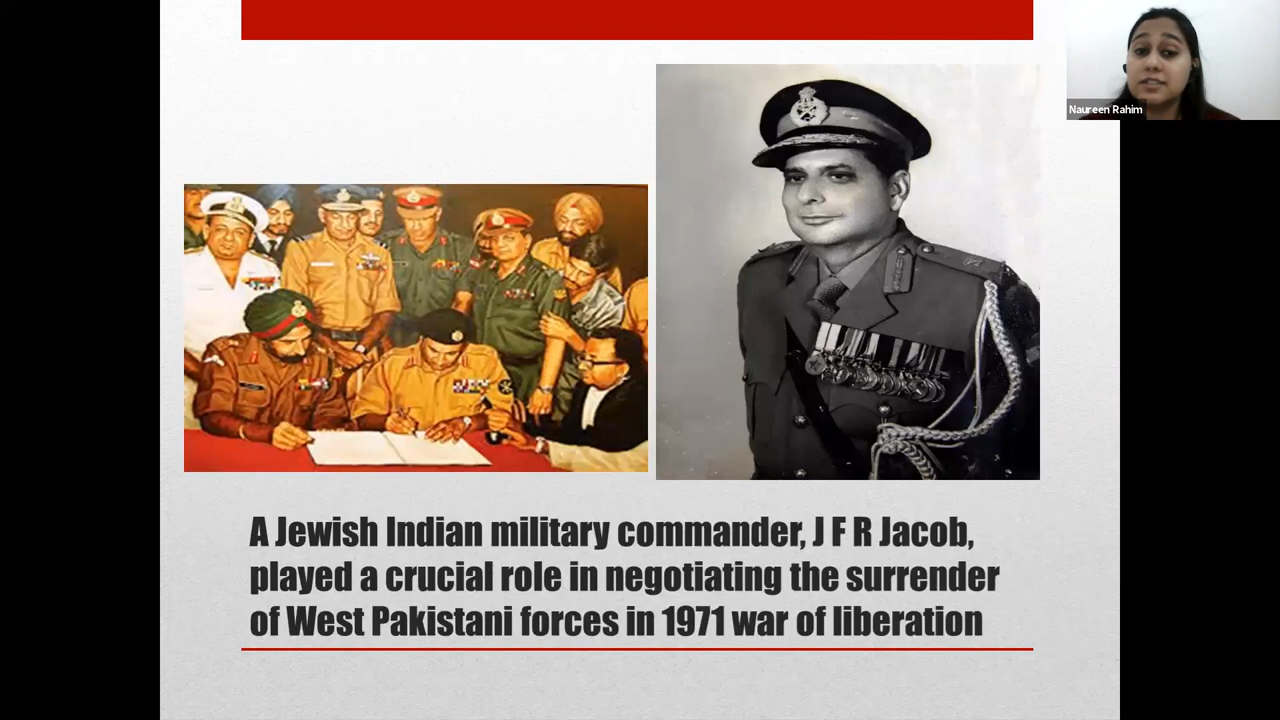 Naureen Rahim
A Jewish Indian military commander, J F R Jacob,
played a crucial role in negotiating the surrender
of West Pakistani forces in 1971 war of liberation